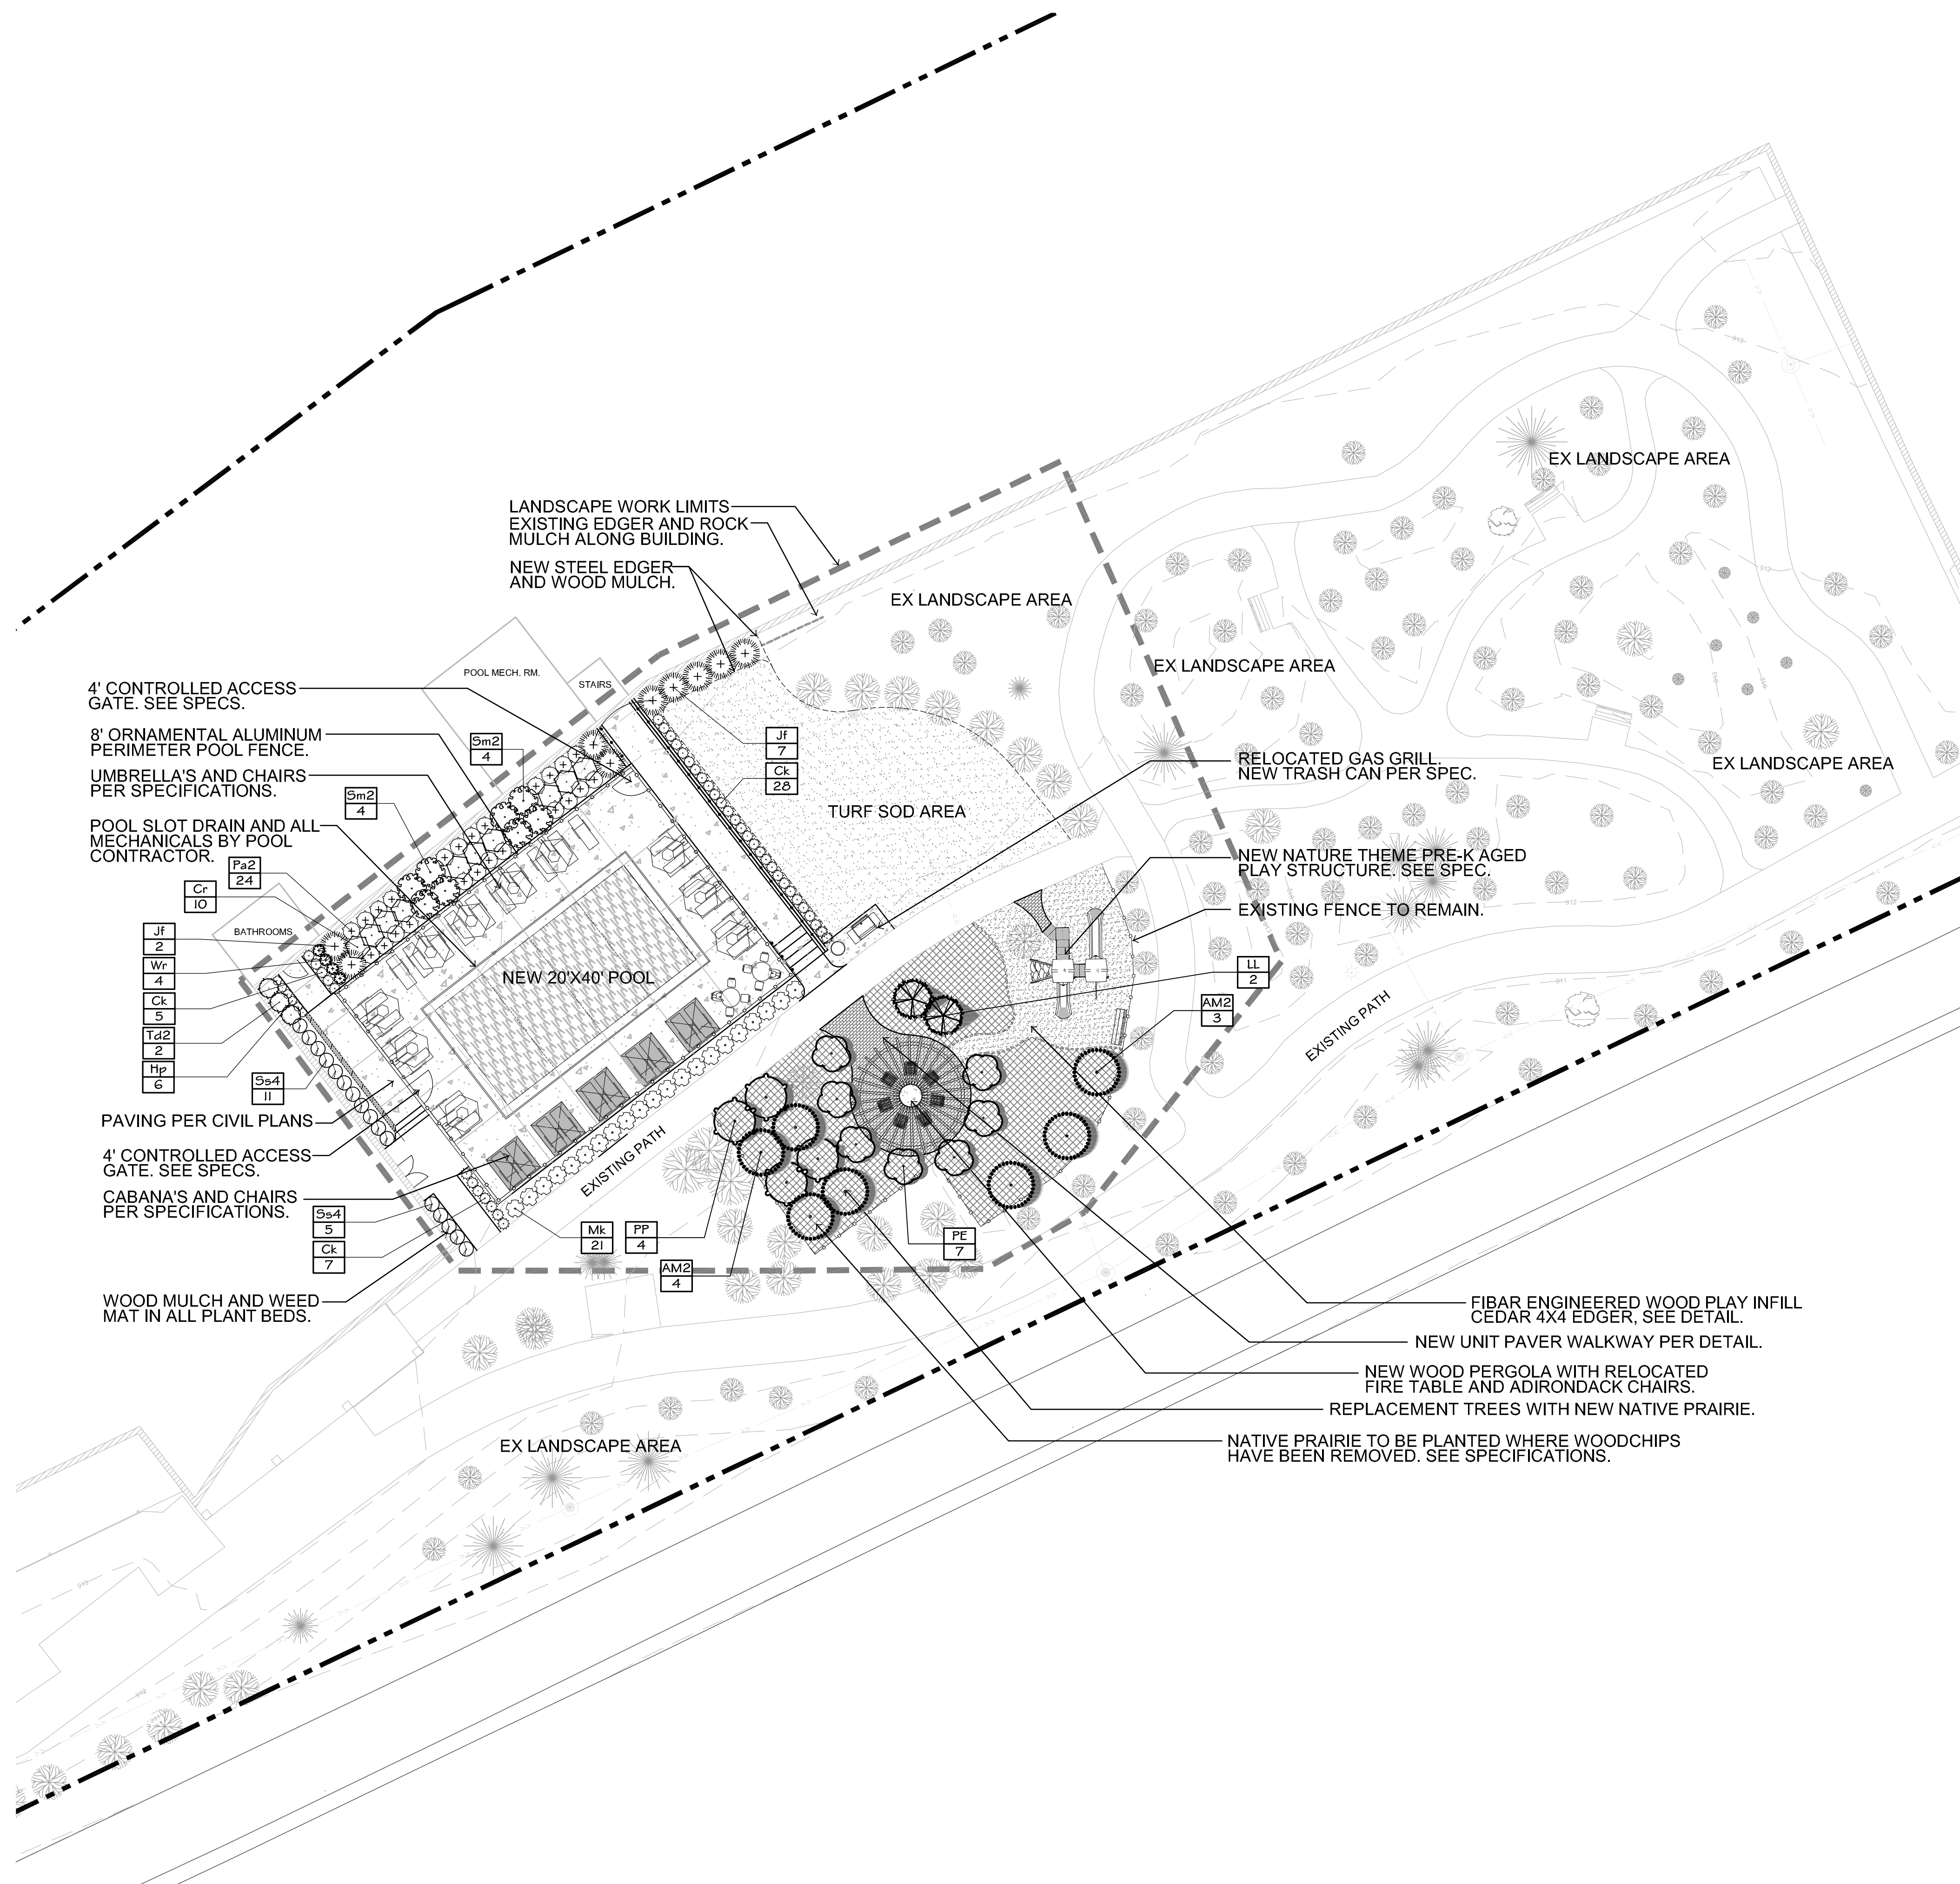 EX LANDSCAPE AREA
LANDSCAPE WORK LIMITS
EXISTING EDGER AND ROCK
MULCH ALONG BUILDING.
NEW STEEL EDGER
AND WOOD MULCH.
EX LANDSCAPE AREA
EX LANDSCAPE AREA
POOL MECH. RM.
STAIRS
4' CONTROLLED ACCESS
GATE. SEE SPECS.
8' ORNAMENTAL ALUMINUM
PERIMETER POOL FENCE.
UMBRELLA'S AND CHAIRS
PER SPECIFICATIONS.
POOL SLOT DRAIN AND ALL
MECHANICALS BY POOL
CONTRACTOR.
Sm2
4
Sm2
4
Jf
7
Ck
28
RELOCATED GAS GRILL.
NEW TRASH CAN PER SPEC.
EX LANDSCAPE AREA
TURF SOD AREA
Pa2
24
Cr
10
NEW NATURE THEME PRE-K AGED
PLAY STRUCTURE. SEE SPEC.
EXISTING FENCE TO REMAIN.
912
BATHROOMS
Jf
2
Wr
4
Ck
5
Td2
2
Hp
6
Ss4
11
NEW 20'X40' POOL
LL
2
AM2
3
911
EXISTING PATH
PAVING PER CIVIL PLANS
4' CONTROLLED ACCESS
GATE. SEE SPECS.
CABANA'S AND CHAIRS
PER SPECIFICATIONS.
EXISTING PATH
Ss4
5
Ck
7
Mk
21
PP
4
AM2
4
PE
7
WOOD MULCH AND WEED
MAT IN ALL PLANT BEDS.
FIBAR ENGINEERED WOOD PLAY INFILL
CEDAR 4X4 EDGER, SEE DETAIL.
NEW UNIT PAVER WALKWAY PER DETAIL.
NEW WOOD PERGOLA WITH RELOCATED
FIRE TABLE AND ADIRONDACK CHAIRS.
REPLACEMENT TREES WITH NEW NATIVE PRAIRIE.
NATIVE PRAIRIE TO BE PLANTED WHERE WOODCHIPS
HAVE BEEN REMOVED. SEE SPECIFICATIONS.
EX LANDSCAPE AREA